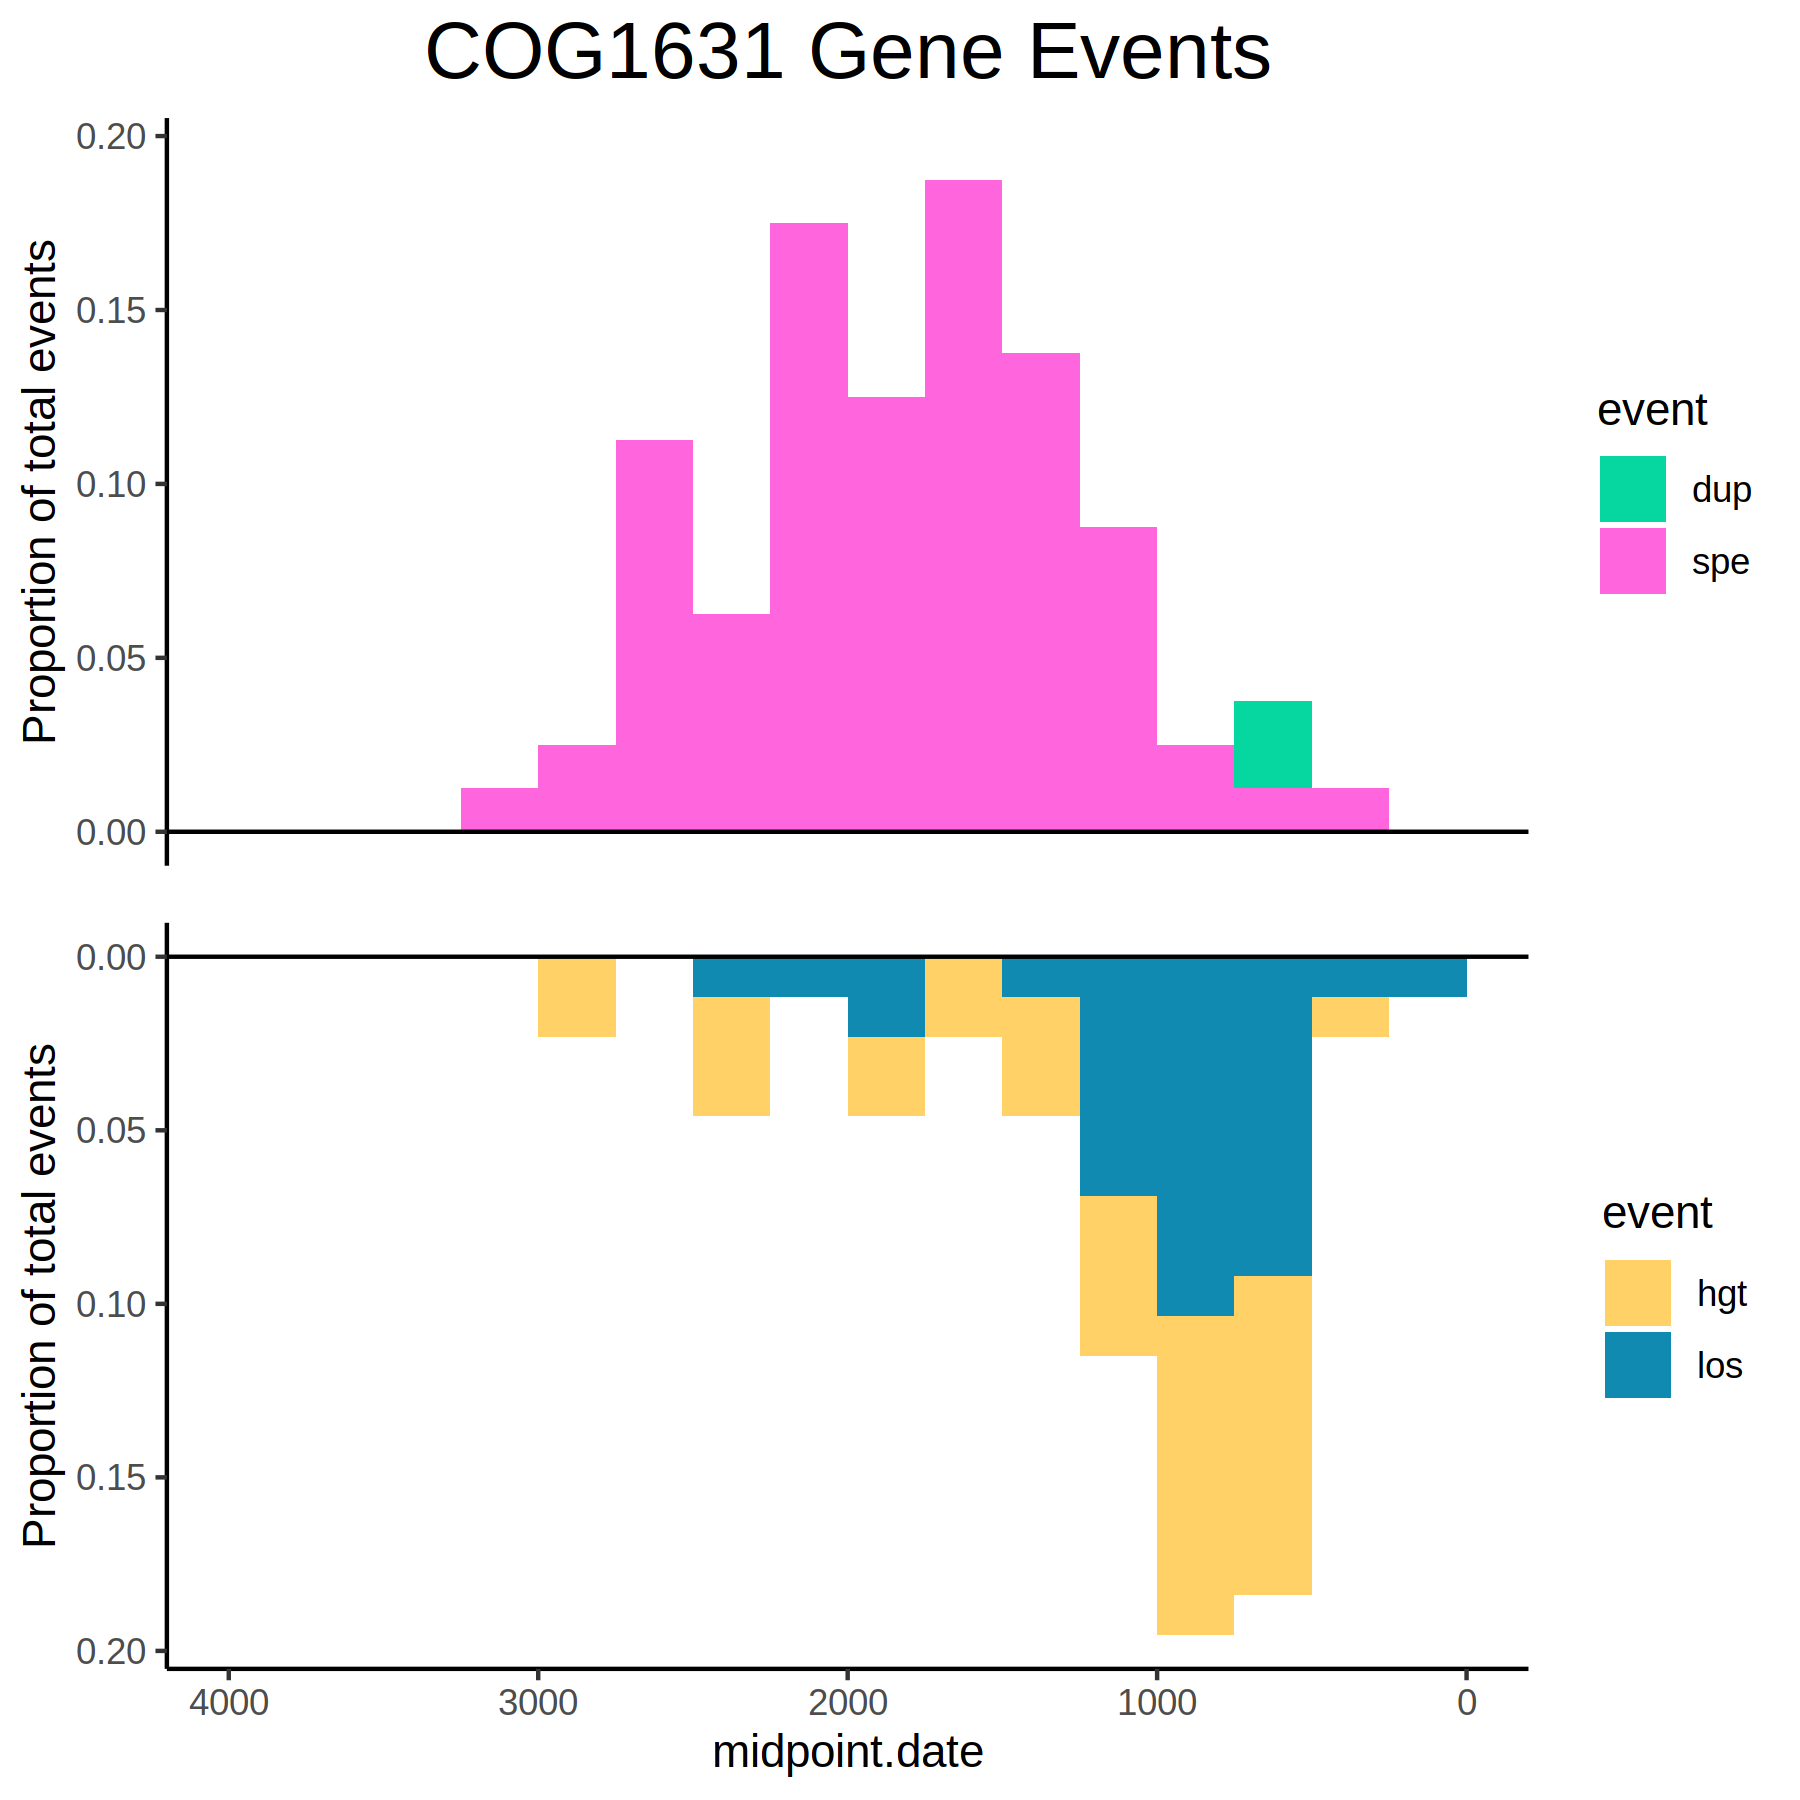 COG1631 Gene Events
Proportion of total events
0.20
0.15
0.10
0.05
0.00
event
dup
spe
Proportion of total events
0.00
0.05
0.10
0.15
0.20
event
hgt
los
4000 3000 2000 1000 0
midpoint.date